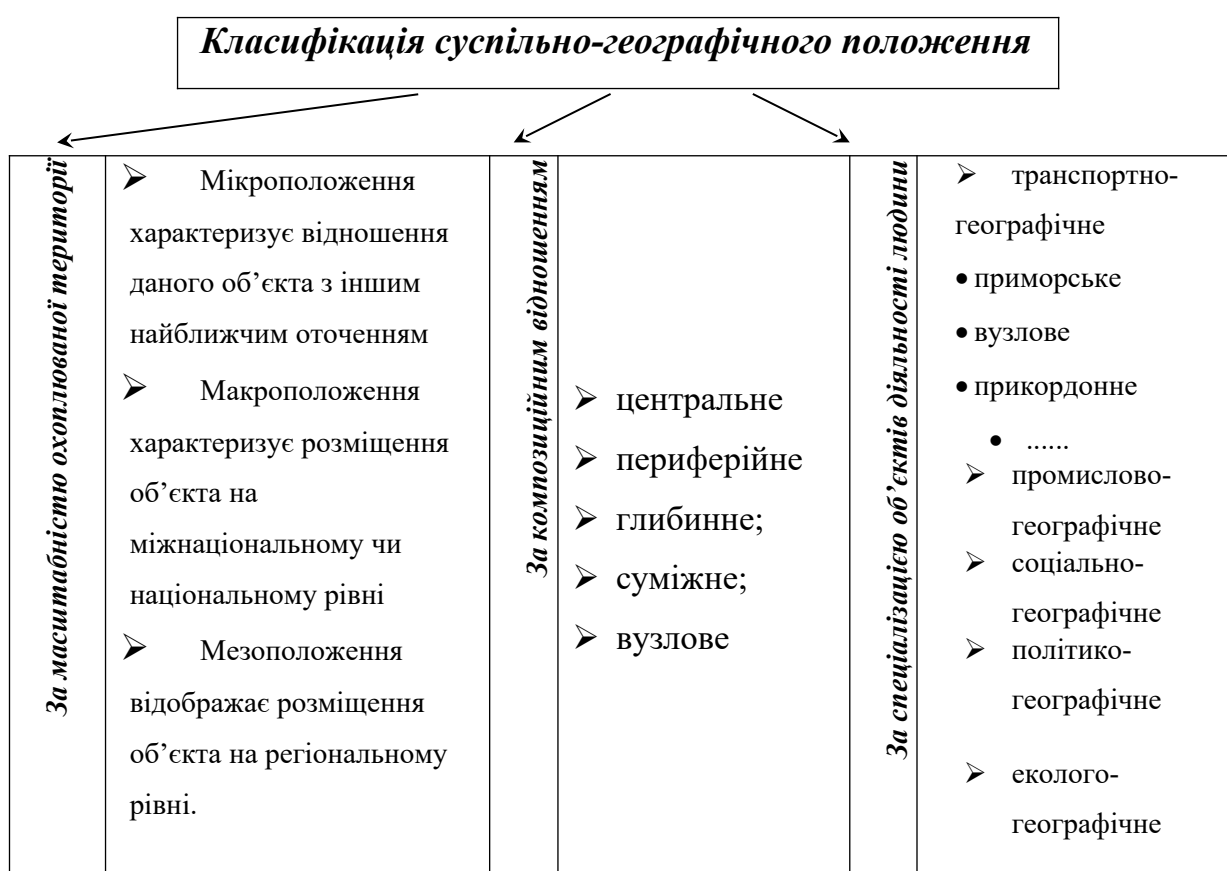 Класифікація суспільно-географічного положення
За масштабністю охоплюваної території
➢ Мікроположення
характеризує відношення
даного об’єкта з іншим
найближчим оточенням
➢ Макроположення
характеризує розміщення
об’єкта на
міжнаціональному чи
національному рівні
➢ Мезоположення
відображає розміщення
об’єкта на регіональному
рівні.
За композиційним відношенням
➢ центральне
➢ периферійне
➢ глибинне;
➢ суміжне;
➢ вузлове
За спеціалізацією об’єктів діяльності людини
➢ транспортно-
географічне
• приморське
• вузлове
• прикордонне
• ......
➢ промислово-
географічне
➢ соціально-
географічне
➢ політико-
географічне
➢ еколого-
географічне